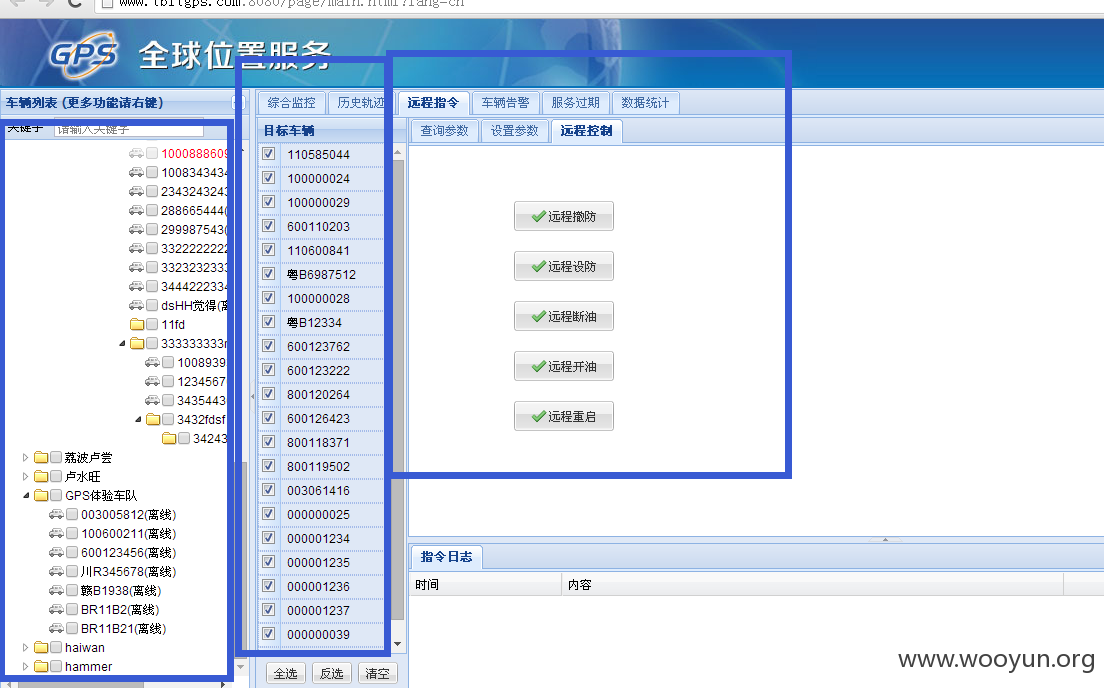 www.tbitgps.com:8080/page/main.html?lang=cn
GPS 全球位置服务
车辆列表 (更多功能请右键)
关键字 请输入关键字
1000888609
1008343434
2343243243
288665444(
299987543(
3322222222
3323232333
3444222334
dsHH觉得(离
11fd
333333333r
1008939
1234567
3435443
3432fdsf
34243
荔波卢尝
卢水旺
GPS体验车队
003005812(离线)
100600211(离线)
600123456(离线)
川R345678(离线)
赣B1938(离线)
BR11B2(离线)
BR11B21(离线)
haiwan
hammer
综合监控 历史轨迹 远程指令 车辆告警 服务过期 数据统计
目标车辆
110585044
100000024
100000029
600110203
110600841
粤B6987512
100000028
粤B12334
600123762
600123222
800120264
600126423
800118371
800119502
003061416
000000025
000001234
000001235
000001236
000001237
000000039
全选 反选 清空
查询参数 设置参数 远程控制
远程撤防
远程设防
远程断油
远程开油
远程重启
指令日志
时间 内容
www.wooyun.org